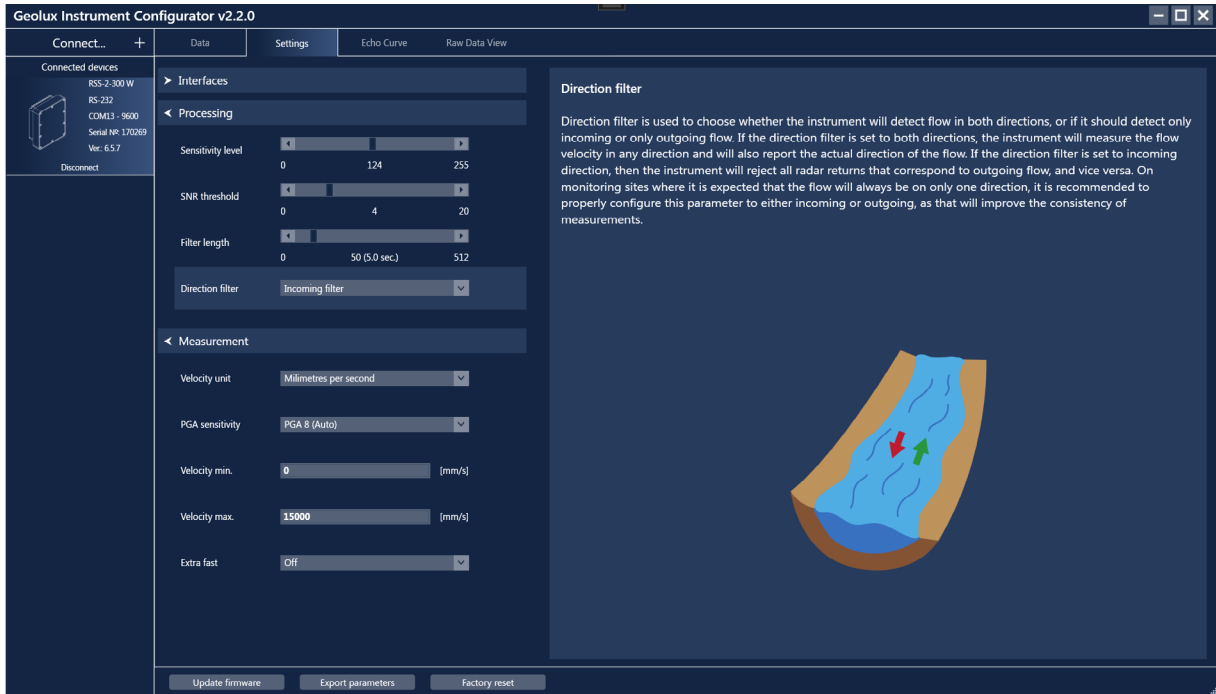 Geolux Instrument Configurator v2.2.0
Connect... +
Data Settings Echo Curve Raw Data View
Connected devices
RSS-2-300 W
RS-232
COM13 - 9600
Serial №: 170269
Ver.: 6.5.7
Disconnect
Interfaces
Processing
Sensitivity level
0 124 255
SNR threshold
0 4 20
Filter length
0 50 (5.0 sec.) 512
Direction filter Incoming filter
Measurement
Velocity unit Milimetres per second
PGA sensitivity PGA 8 (Auto)
Velocity min. 0 [mm/s]
Velocity max. 15000 [mm/s]
Extra fast Off
Direction filter
Direction filter is used to choose whether the instrument will detect flow in both directions, or if it should detect only
incoming or only outgoing flow. If the direction filter is set to both directions, the instrument will measure the flow
velocity in any direction and will also report the actual direction of the flow. If the direction filter is set to incoming
direction, then the instrument will reject all radar returns that correspond to outgoing flow, and vice versa. On
monitoring sites where it is expected that the flow will always be on only one direction, it is recommended to
properly configure this parameter to either incoming or outgoing, as that will improve the consistency of
measurements.
Update firmware Export parameters Factory reset